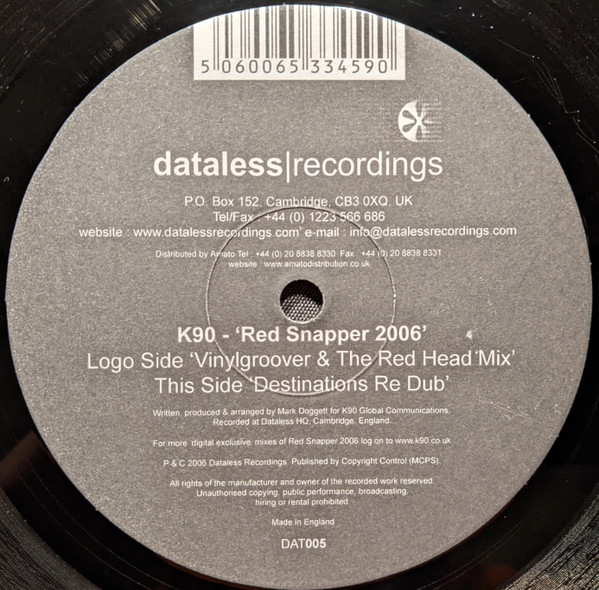 5 060065 334590
dataless|recordings
P.O. Box 152, Cambridge, CB3 0XQ, UK
Tel/Fax : +44 (0) 1223 566 686
website : www.datalessrecordings.com' e-mail : info@datalessrecordings.com
Distributed by Amato Tel : +44 (0) 20 8838 8330 Fax : +44 (0) 20 8838 8331
website : www.amatodistribution.co.uk
K90 - ‘Red Snapper 2006’
Logo Side ‘Vinylgroover & The Red Head Mix’
This Side ‘Destinations Re Dub’
Written, produced & arranged by Mark Doggett for K90 Global Communications.
Recorded at Dataless HQ, Cambridge, England.
For more ‘digital exclusive’ mixes of Red Snapper 2006 log on to www.k90.co.uk
P & C 2006 Dataless Recordings. Published by Copyright Control (MCPS).
All rights of the manufacturer and owner of the recorded work reserved.
Unauthorised copying, public performance, broadcasting,
hiring or rental prohibited.
Made in England
DAT005